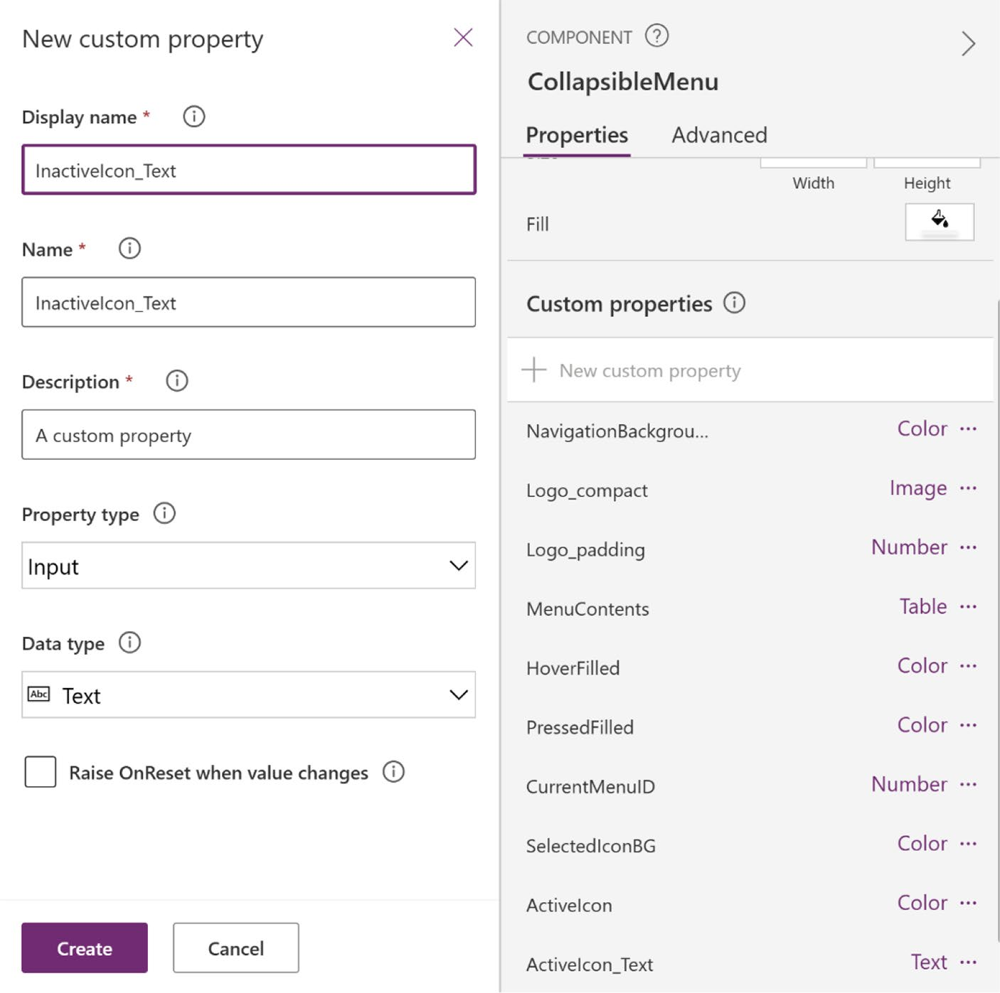 New custom property
Display name *
InactiveIcon_Text
Name *
InactiveIcon_Text
Description *
A custom property
Property type
Input
Data type
Abc Text
Raise OnReset when value changes
Create Cancel
COMPONENT ?
CollapsibleMenu
Properties Advanced
Size
Width Height
Fill
Custom properties
New custom property
NavigationBackgrou... Color
Logo_compact Image
Logo_padding Number
MenuContents Table
HoverFilled Color
PressedFilled Color
CurrentMenuID Number
SelectedIconBG Color
ActiveIcon Color
ActiveIcon_Text Text